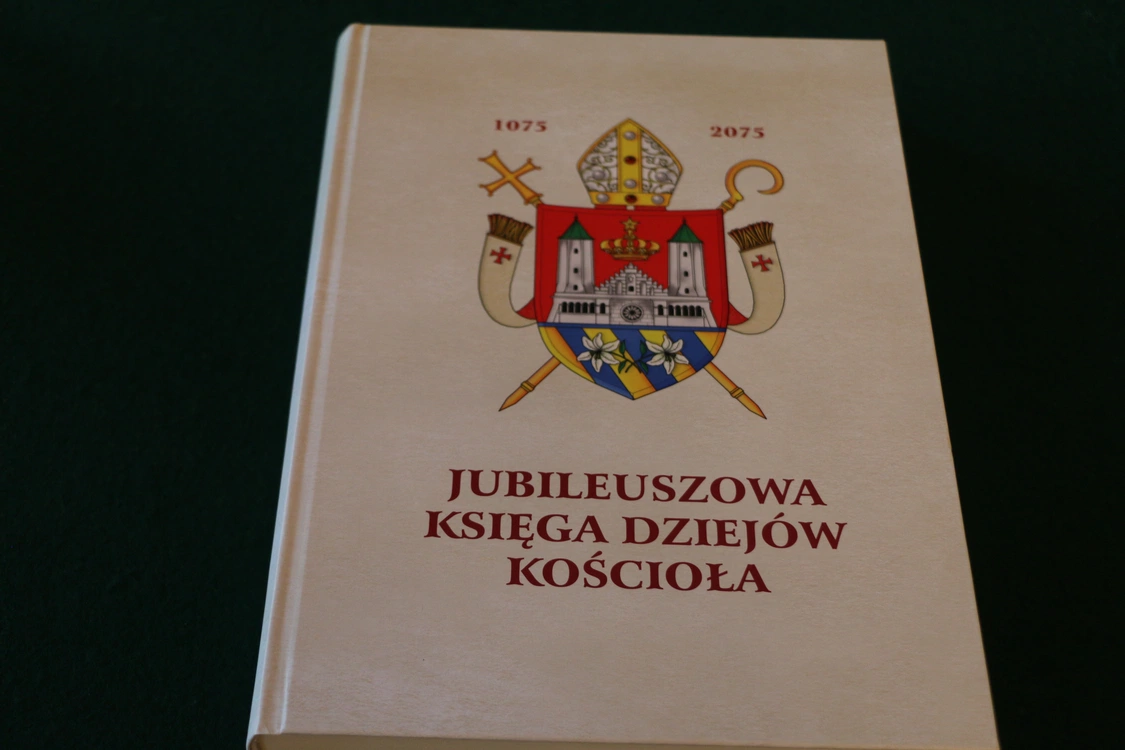 1075 2075
JUBILEUSZOWA
KSIĘGA DZIEJÓW
KOŚCIOŁA